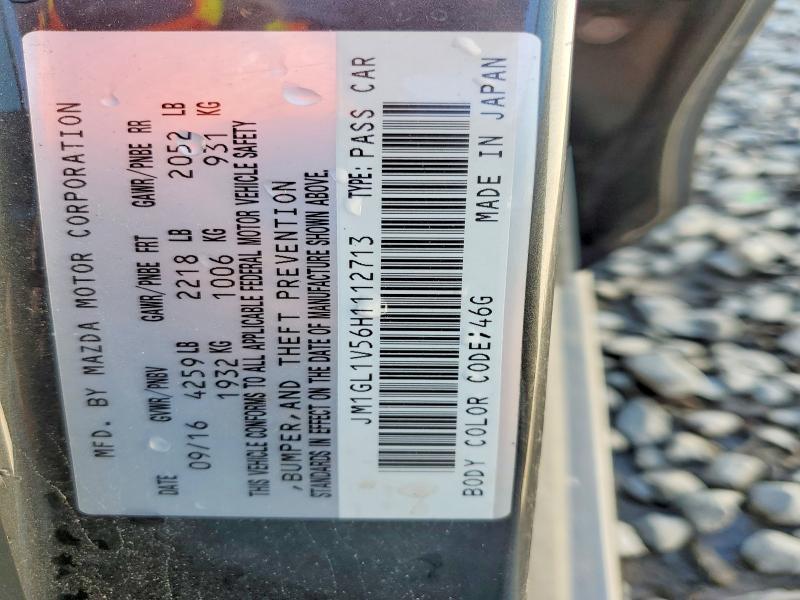 MFD. BY MAZDA MOTOR CORPORATION
DATE GVWR/PNBV GAWR/PNBE FRT GAWR/PNBE RR
09/16 4259 LB 2218 LB 2052 LB
1932 KG 1006 KG 931 KG
THIS VEHICLE CONFORMS TO ALL APPLICABLE FEDERAL MOTOR VEHICLE SAFETY
,BUMPER,AND THEFT PREVENTION
STANDARDS IN EFFECT ON THE DATE OF MANUFACTURE SHOWN ABOVE.
JM1GL1V56H1112713 TYPE:PASS CAR
BODY COLOR CODE;46G MADE IN JAPAN